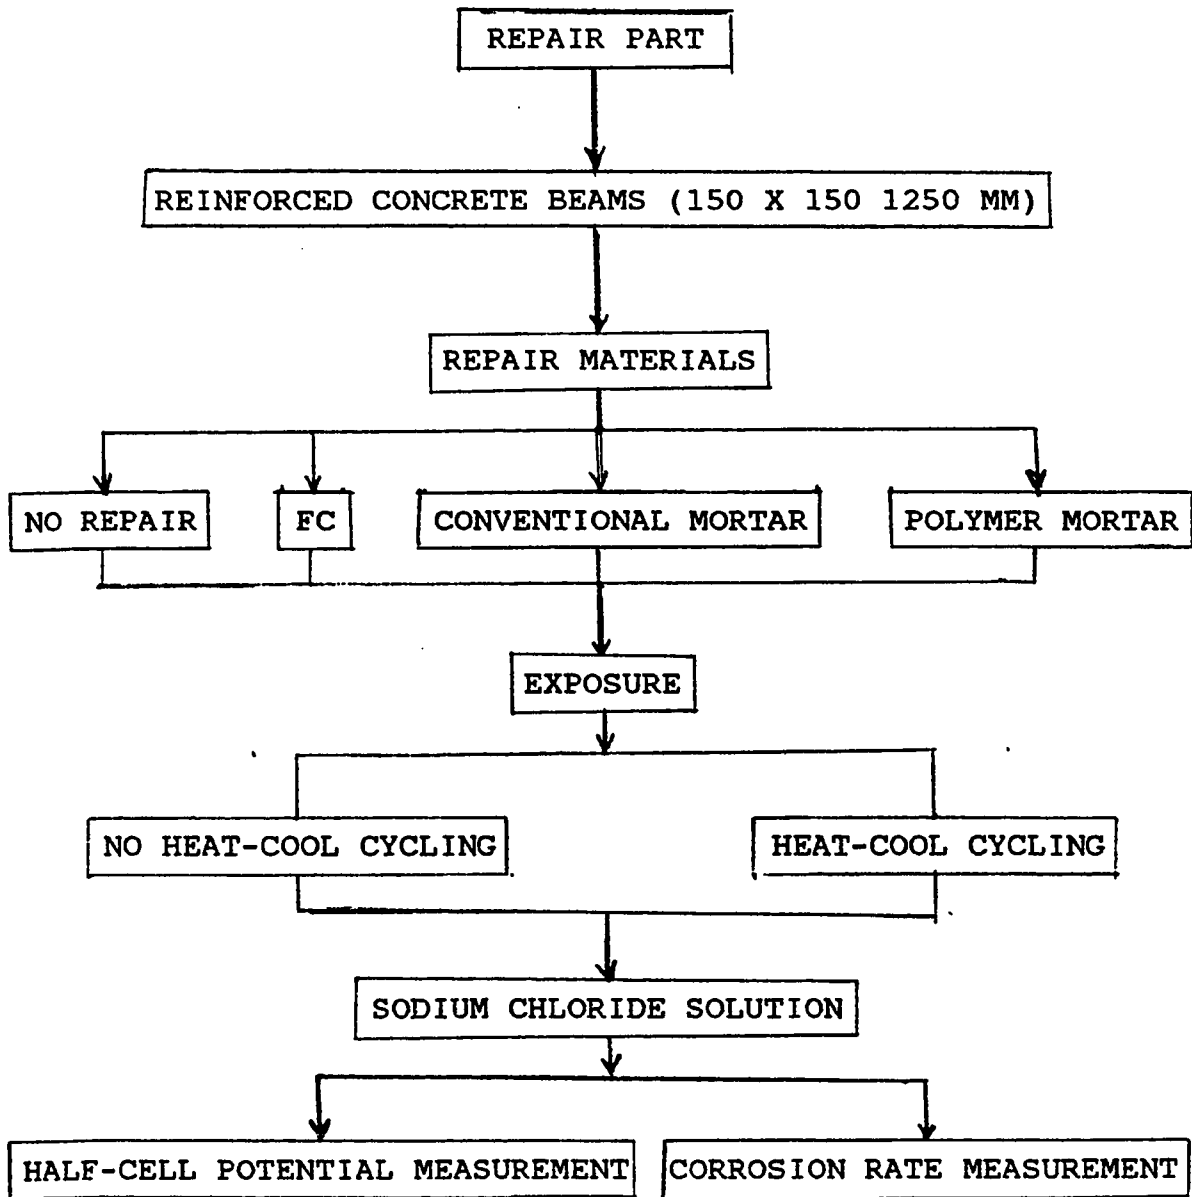 REPAIR PART
REINFORCED CONCRETE BEAMS (150 X 150 1250 MM)
REPAIR MATERIALS
NO REPAIR
FC
CONVENTIONAL MORTAR
POLYMER MORTAR
EXPOSURE
NO HEAT-COOL CYCLING
HEAT-COOL CYCLING
SODIUM CHLORIDE SOLUTION
HALF-CELL POTENTIAL MEASUREMENT
CORROSION RATE MEASUREMENT